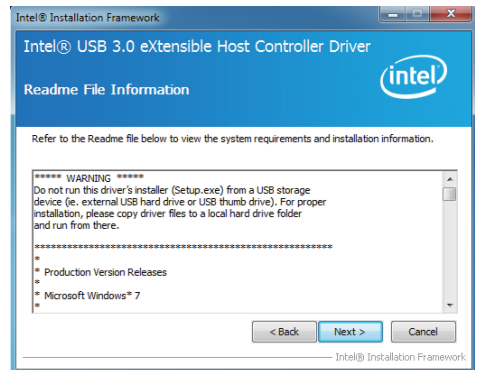 Intel® Installation Framework
Intel® USB 3.0 eXtensible Host Controller Driver
intel
Readme File Information
Refer to the Readme file below to view the system requirements and installation information.
***** WARNING *****
Do not run this driver's installer (Setup.exe) from a USB storage
device (ie. external USB hard drive or USB thumb drive). For proper
installation, please copy driver files to a local hard drive folder
and run from there.
*******************************************************
*
* Production Version Releases
*
* Microsoft Windows* 7
*
< Back Next > Cancel
Intel® Installation Framework